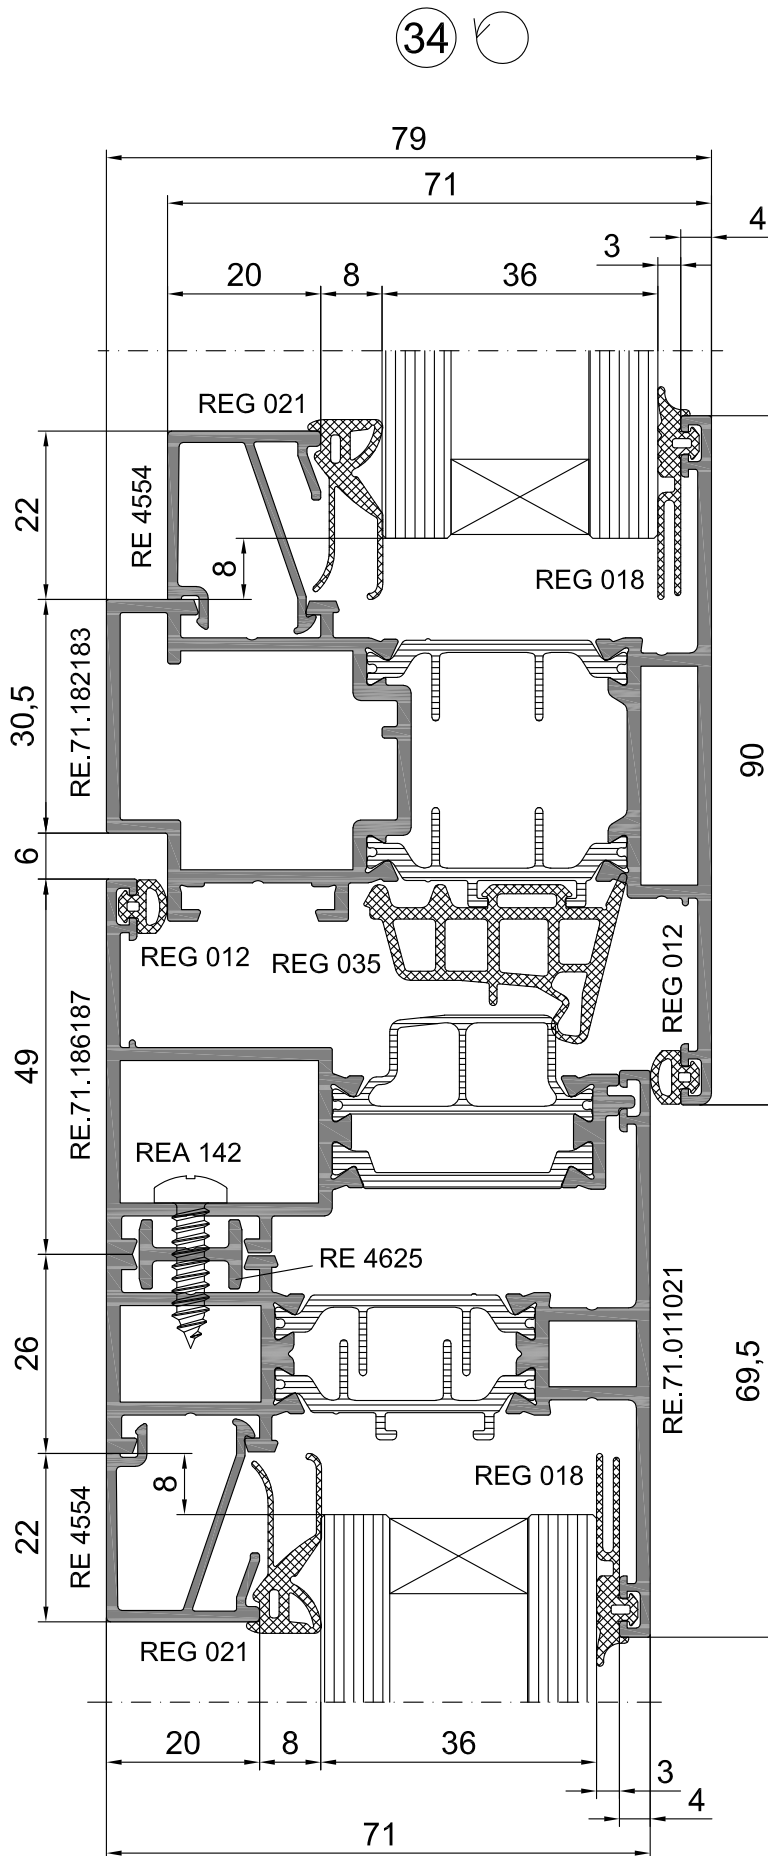 34
79
71
4
3
20 8 36
REG 021
RE 4554
22
8
REG 018
RE.71.182183
30,5
90
6
REG 012
REG 035
REG 012
RE.71.186187
49
REA 142
RE 4625
RE.71.011021
26
69,5
REG 018
8
RE 4554
22
REG 021
20 8 36
3
4
71